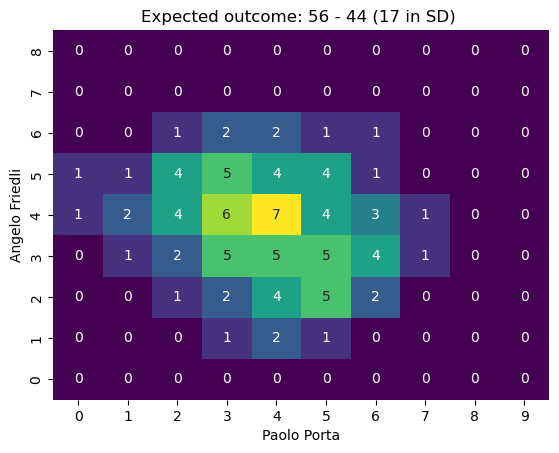 Expected outcome: 56 - 44 (17 in SD)
Angelo Friedli
8 0 0 0 0 0 0 0 0 0 0
7 0 0 0 0 0 0 0 0 0 0
6 0 0 1 2 2 1 1 0 0 0
5 1 1 4 5 4 4 1 0 0 0
4 1 2 4 6 7 4 3 1 0 0
3 0 1 2 5 5 5 4 1 0 0
2 0 0 1 2 4 5 2 0 0 0
1 0 0 0 1 2 1 0 0 0 0
0 0 0 0 0 0 0 0 0 0 0
0 1 2 3 4 5 6 7 8 9
Paolo Porta